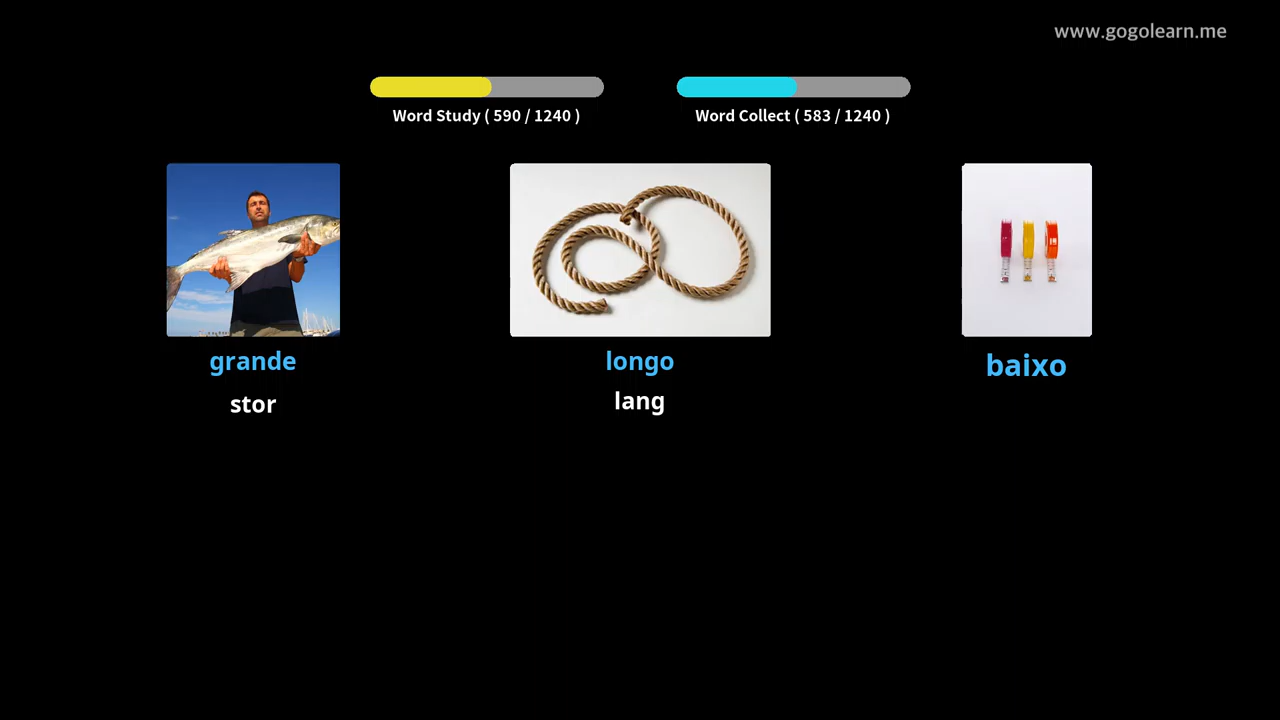 www.gogolearn.me
Word Study ( 590 / 1240 )
Word Collect ( 583 / 1240 )
grande
longo
baixo
stor
lang